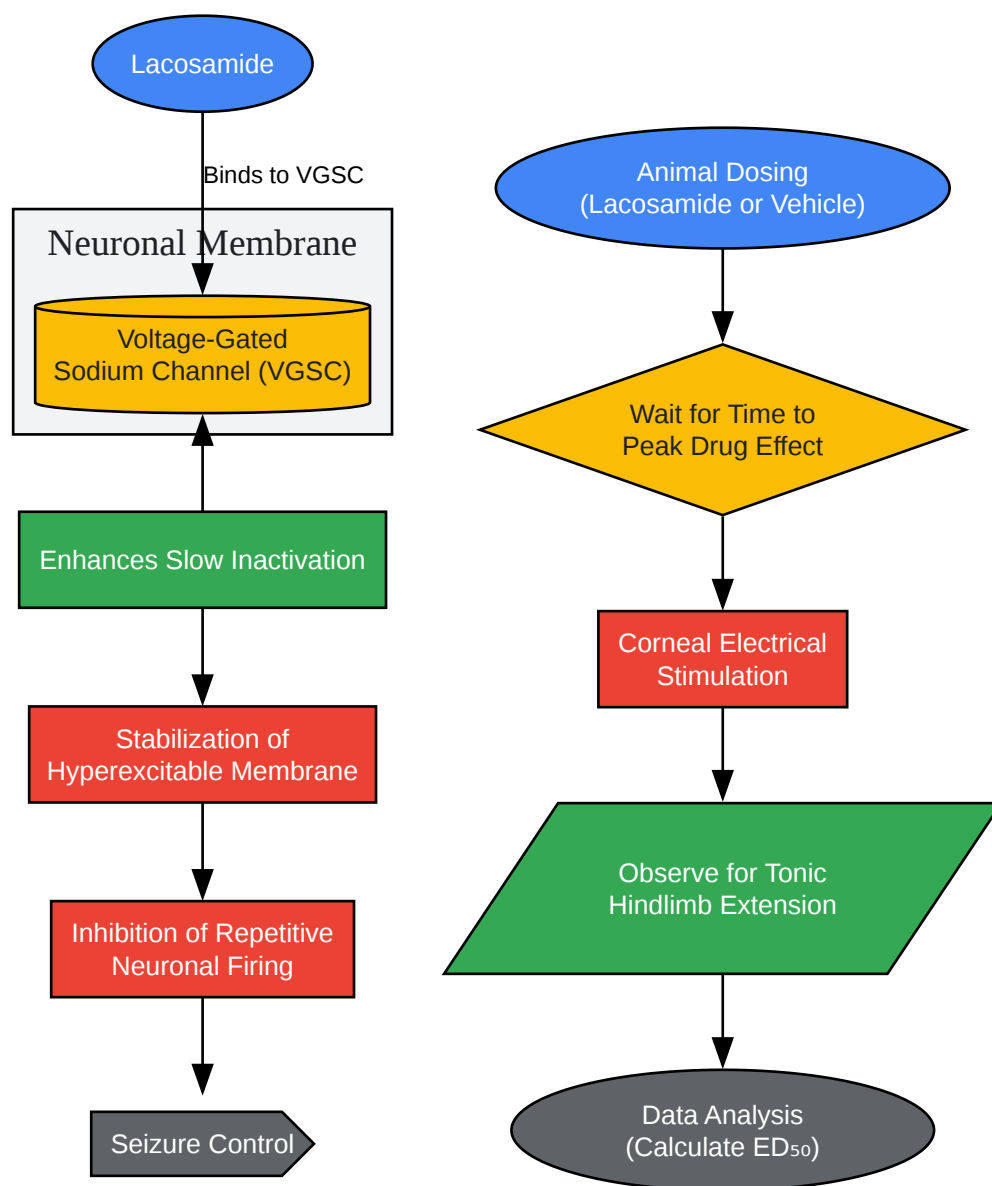 Lacosamide
Binds to VGSC
Neuronal Membrane
Voltage-Gated
Sodium Channel (VGSC)
Enhances Slow Inactivation
Stabilization of
Hyperexcitable Membrane
Inhibition of Repetitive
Neuronal Firing
Seizure Control
Animal Dosing
(Lacosamide or Vehicle)
Wait for Time to
Peak Drug Effect
Corneal Electrical
Stimulation
Observe for Tonic
Hindlimb Extension
Data Analysis
(Calculate ED₅₀)